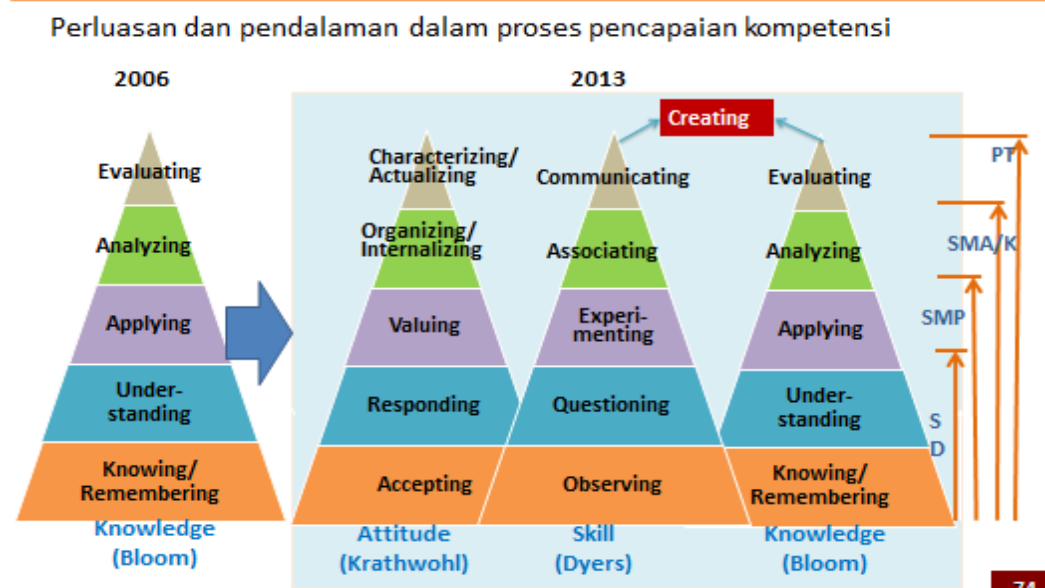 Perluasan dan pendalaman dalam proses pencapaian kompetensi
2006
Evaluating
Analyzing
Applying
Under-
standing
Knowing/
Remembering
Knowledge
(Bloom)
2013
Creating
Characterizing/
Actualizing
Organizing/
Internalizing
Valuing
Responding
Accepting
Attitude
(Krathwohl)
Communicating
Associating
Experi-
menting
Questioning
Observing
Skill
(Dyers)
Evaluating
Analyzing
Applying
Under-
standing
Knowing/
Remembering
Knowledge
(Bloom)
PT
SMA/K
SMP
S
D
74